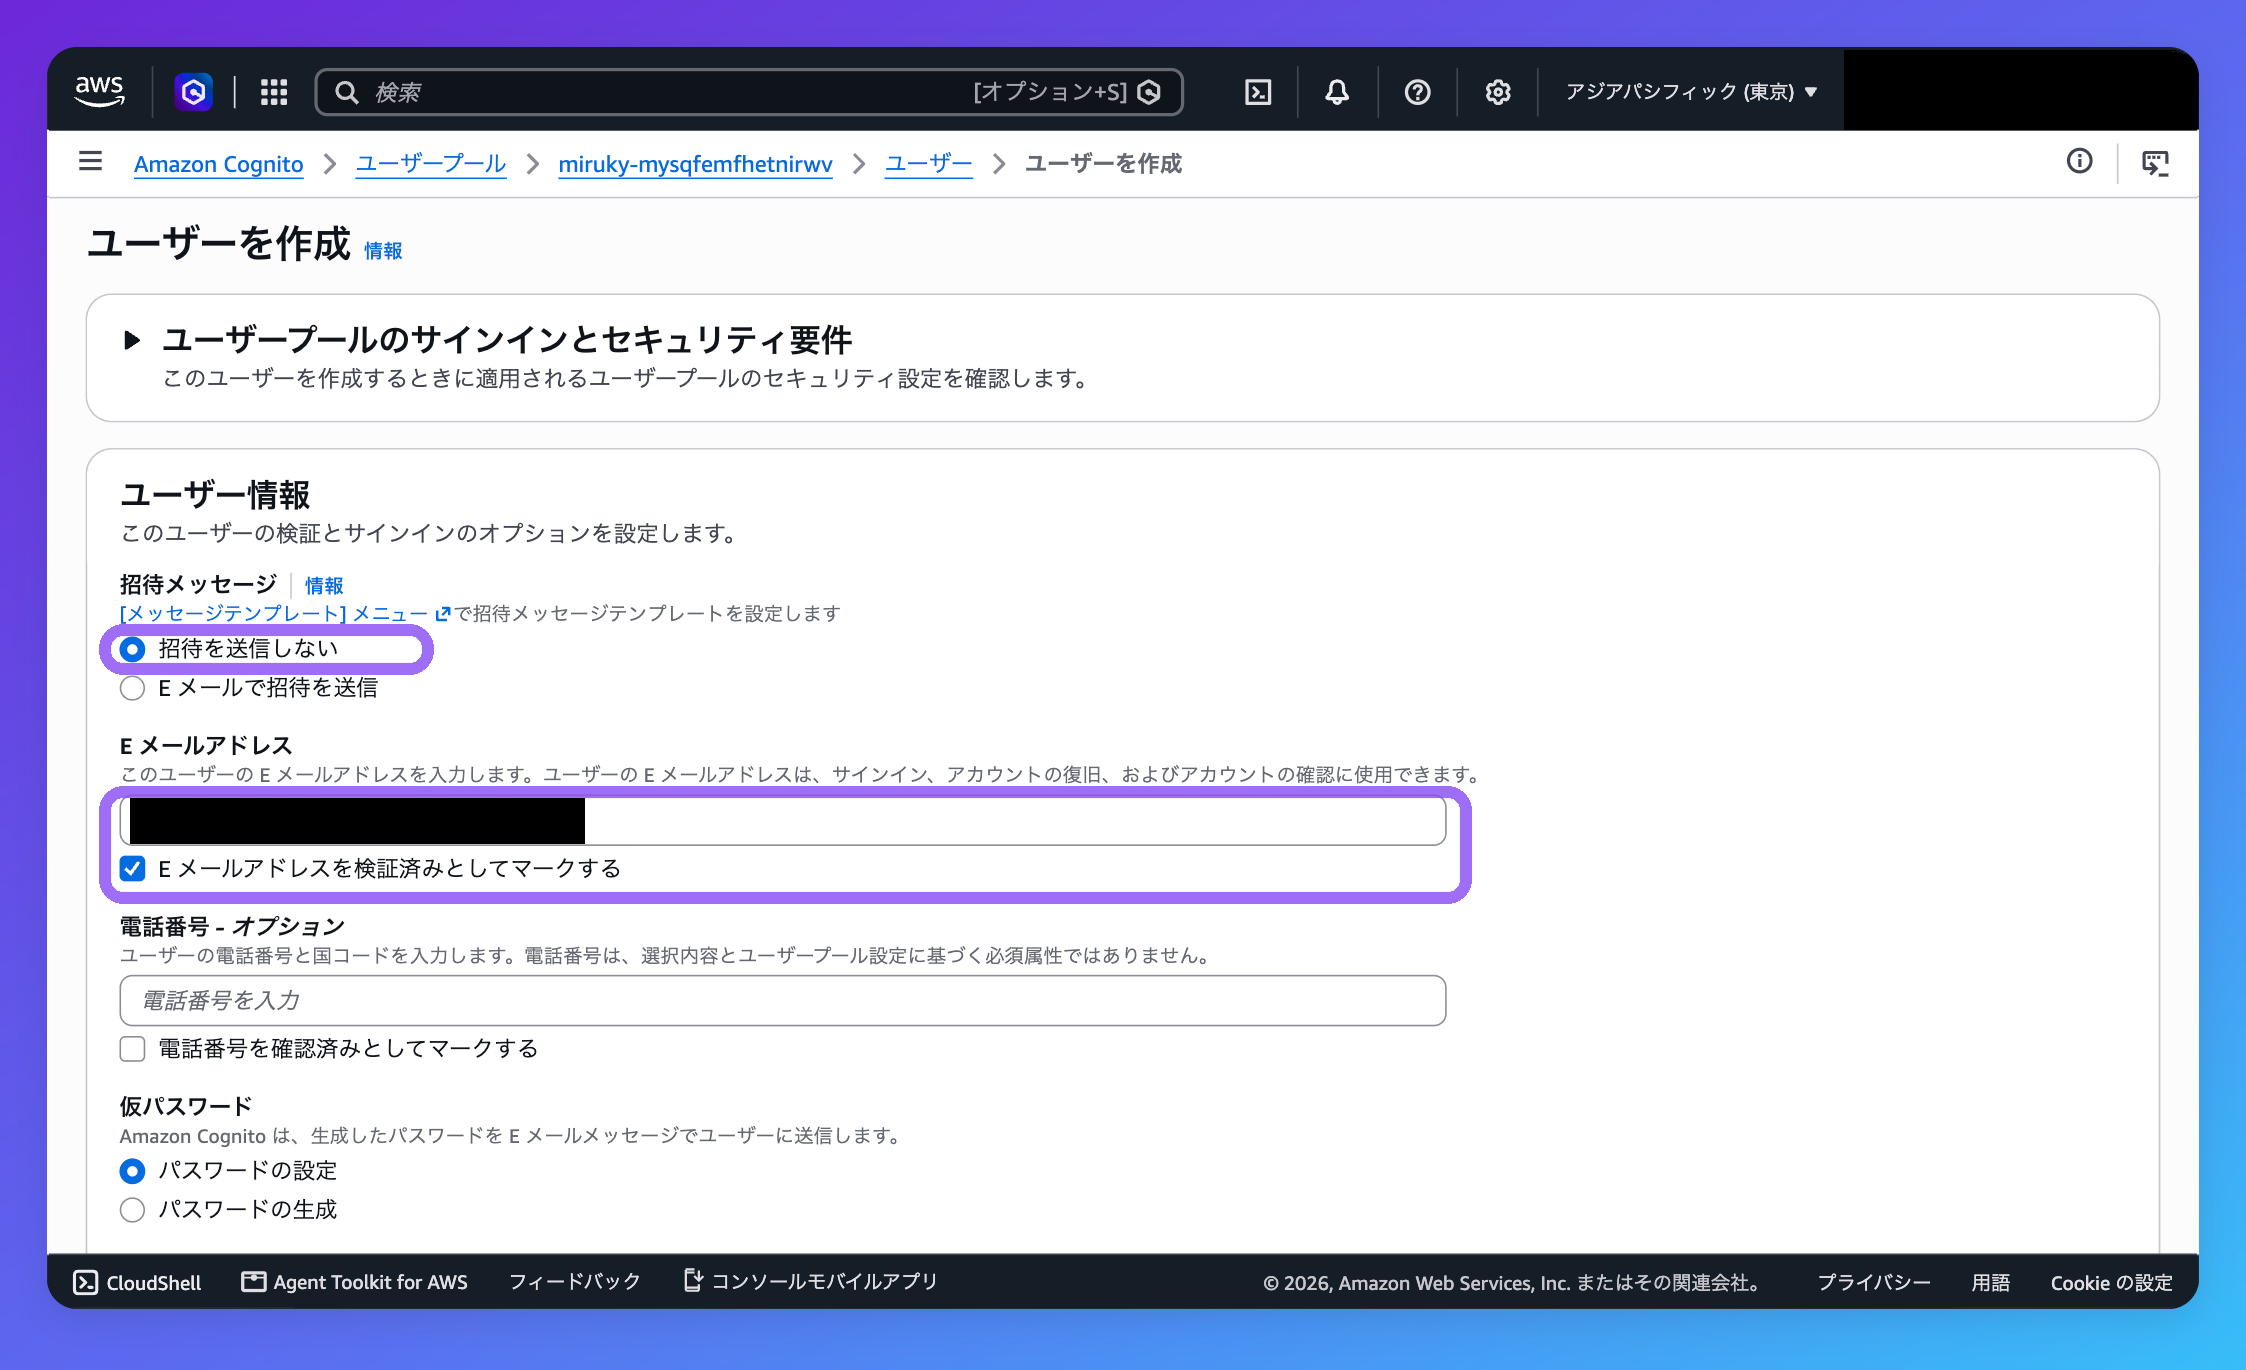 aws
検索
[オプション+S]
アジアパシフィック (東京)
Amazon Cognito
ユーザープール
miruky-mysqfemfhetnirwv
ユーザー
ユーザーを作成
ユーザーを作成 情報
ユーザープールのサインインとセキュリティ要件
このユーザーを作成するときに適用されるユーザープールのセキュリティ設定を確認します。
ユーザー情報
このユーザーの検証とサインインのオプションを設定します。
招待メッセージ 情報
[メッセージテンプレート] メニュー で招待メッセージテンプレートを設定します
招待を送信しない
E メールで招待を送信
E メールアドレス
このユーザーの E メールアドレスを入力します。ユーザーの E メールアドレスは、サインイン、アカウントの復旧、およびアカウントの確認に使用できます。
E メールアドレスを検証済みとしてマークする
電話番号 - オプション
ユーザーの電話番号と国コードを入力します。電話番号は、選択内容とユーザープール設定に基づく必須属性ではありません。
電話番号を入力
電話番号を確認済みとしてマークする
仮パスワード
Amazon Cognito は、生成したパスワードを E メールメッセージでユーザーに送信します。
パスワードの設定
パスワードの生成
CloudShell
Agent Toolkit for AWS
フィードバック
コンソールモバイルアプリ
© 2026, Amazon Web Services, Inc. またはその関連会社。
プライバシー
用語
Cookie の設定